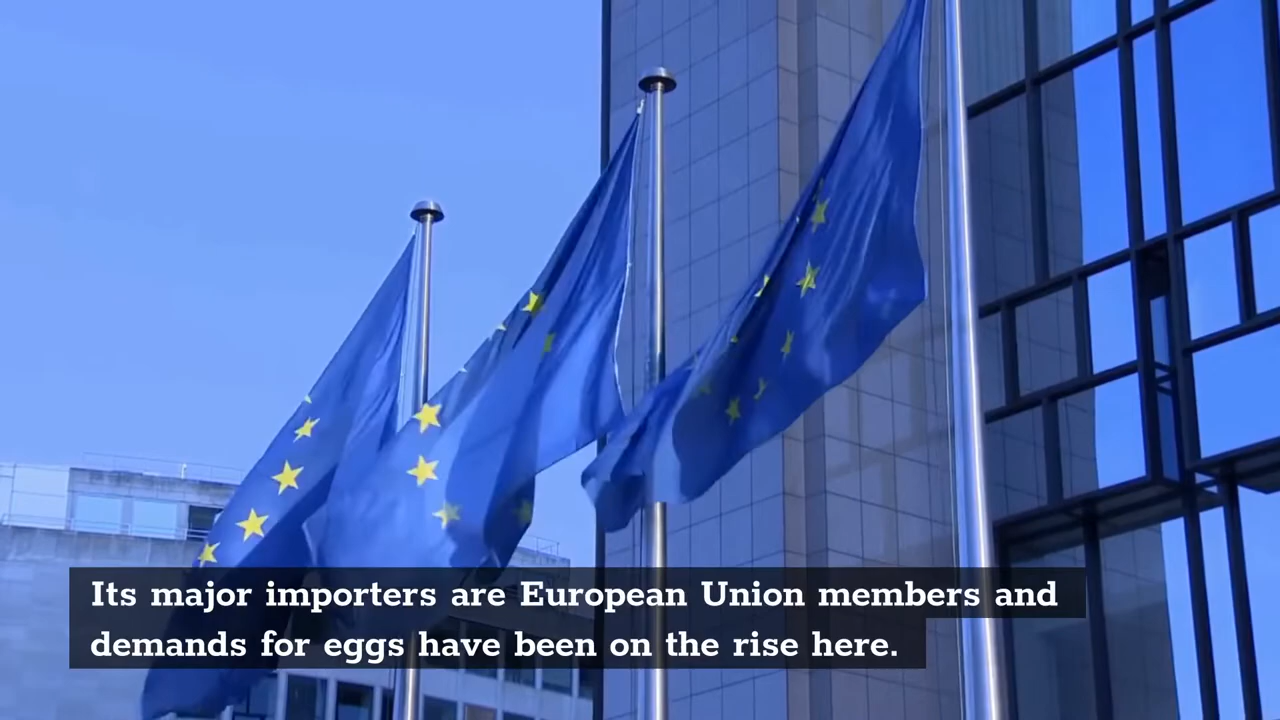 Its major importers are European Union members and
demands for eggs have been on the rise here.